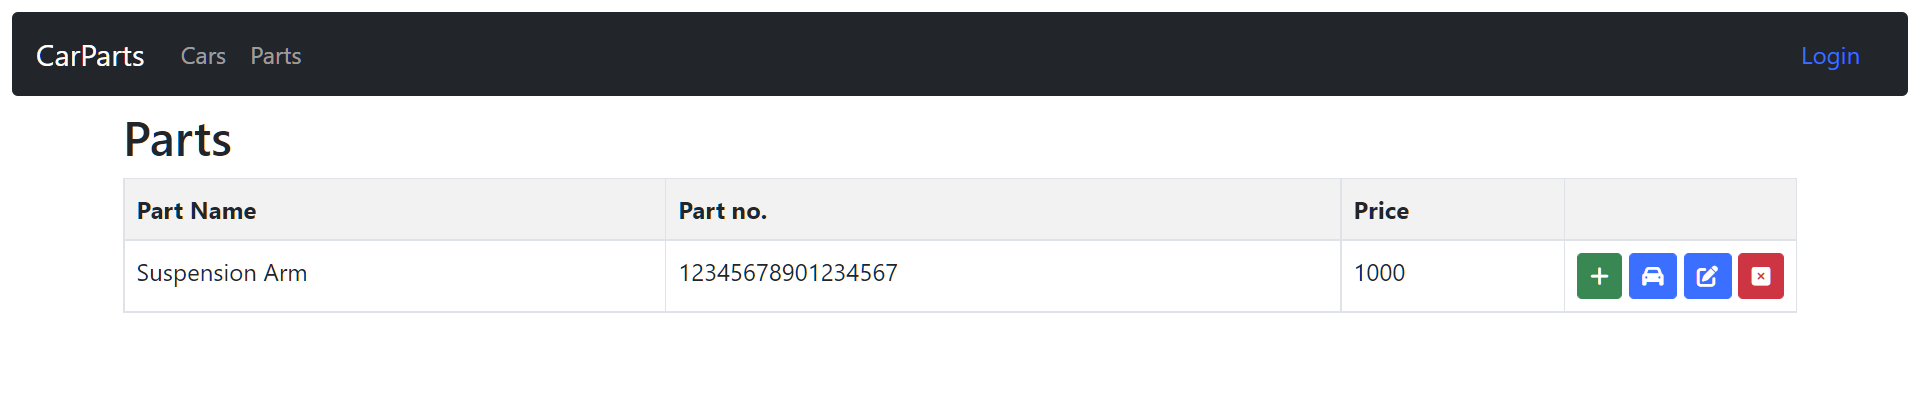 CarParts Cars Parts Login
Parts
Part Name Part no. Price
Suspension Arm 12345678901234567 1000